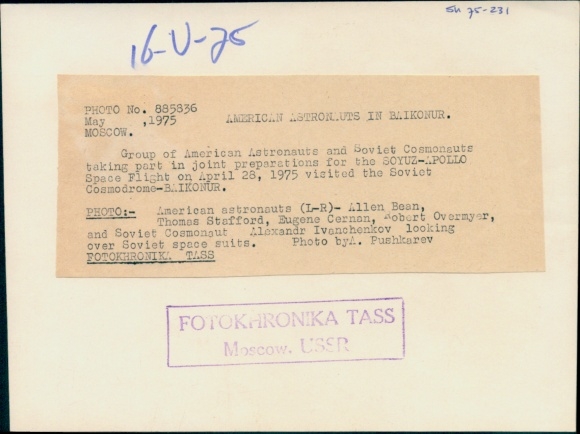 Sh 75-231
16-V-75
PHOTO No. 885836
AMERICAN ASTRONAUTS IN BAIKONUR.
May ,1975
MOSCOW.
Group of American Astrenauts and Soviet Cosmonauts
taking part in joint preparations for the SOYUZ-APOLLO
Space Flight on April 28, 1975 visited the Soviet
Cosmodrome-BAIKONUR.
PHOTO:- American astronauts (L-R)- Allen Bean,
Thomas Stafford, Eugene Cernan, Robert Overmyer,
and Soviet Cosmonaut Alexandr Ivanchenkov looking
over Soviet space suits. Photo byA. Pushkarev
FOTOKHRONIKA TASS
FOTOKHRONIKA TASS
Moscow, USSR